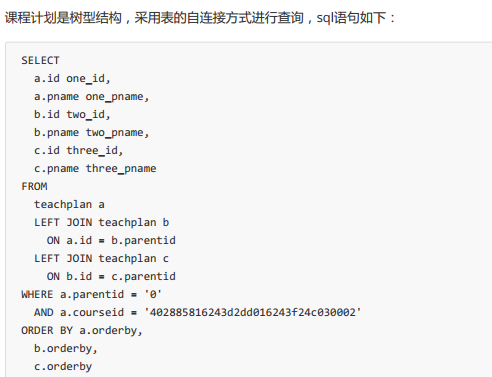 课程计划是树型结构，采用表的自连接方式进行查询，sql语句如下：
SELECT
a.id one_id,
a.pname one_pname,
b.id two_id,
b.pname two_pname,
c.id three_id,
c.pname three_pname
FROM
teachplan a
LEFT JOIN teachplan b
ON a.id = b.parentid
LEFT JOIN teachplan c
ON b.id = c.parentid
WHERE a.parentid = '0'
AND a.courseid = '402885816243d2dd016243f24c030002'
ORDER BY a.orderby,
b.orderby,
c.orderby